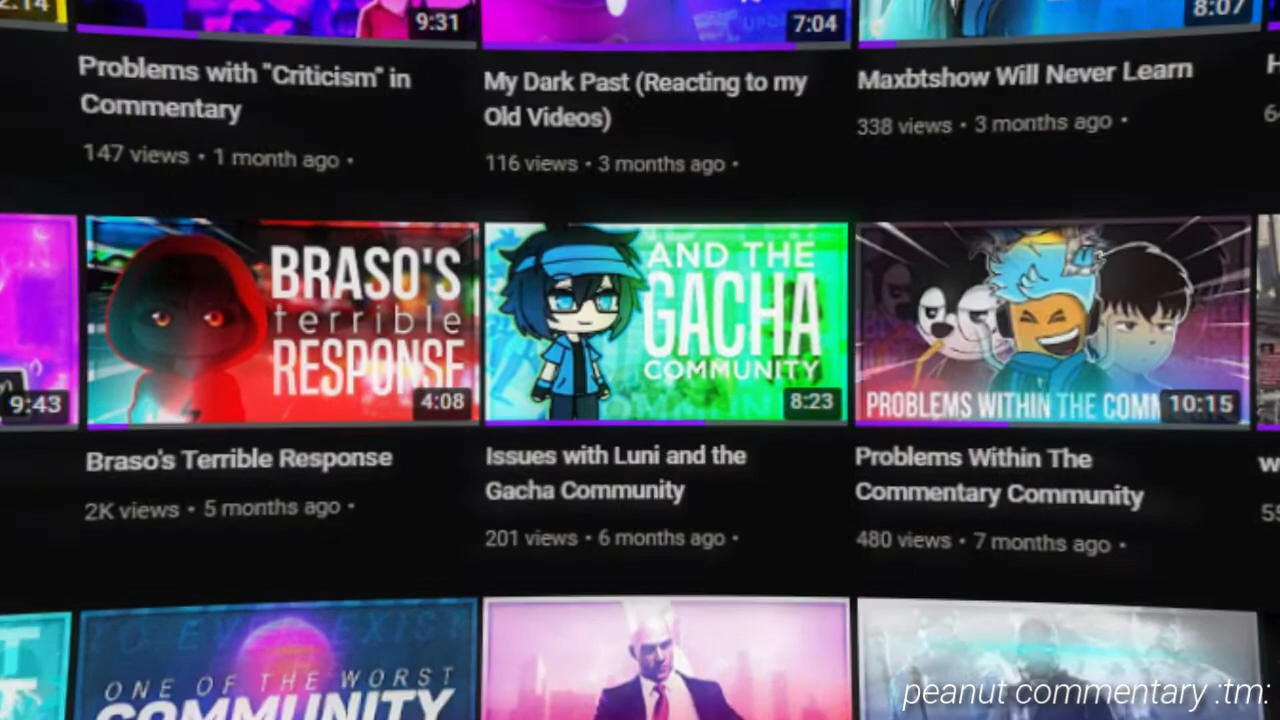 2:14
9:31
7:04
8:07
Problems with "Criticism" in
Commentary
147 views • 1 month ago •
My Dark Past (Reacting to my
Old Videos)
116 views • 3 months ago •
Maxbtshow Will Never Learn
338 views • 3 months ago •
9:43
BRASO'S
terrible
RESPONSE
4:08
AND THE
GACHA
COMMUNITY
8:23
PROBLEMS WITHIN THE COMM
10:15
Braso's Terrible Response
2K views • 5 months ago •
Issues with Luni and the
Gacha Community
201 views • 6 months ago •
Problems Within The
Commentary Community
480 views • 7 months ago •
ONE OF THE WORST
COMMUNITY
peanut commentary :tm: